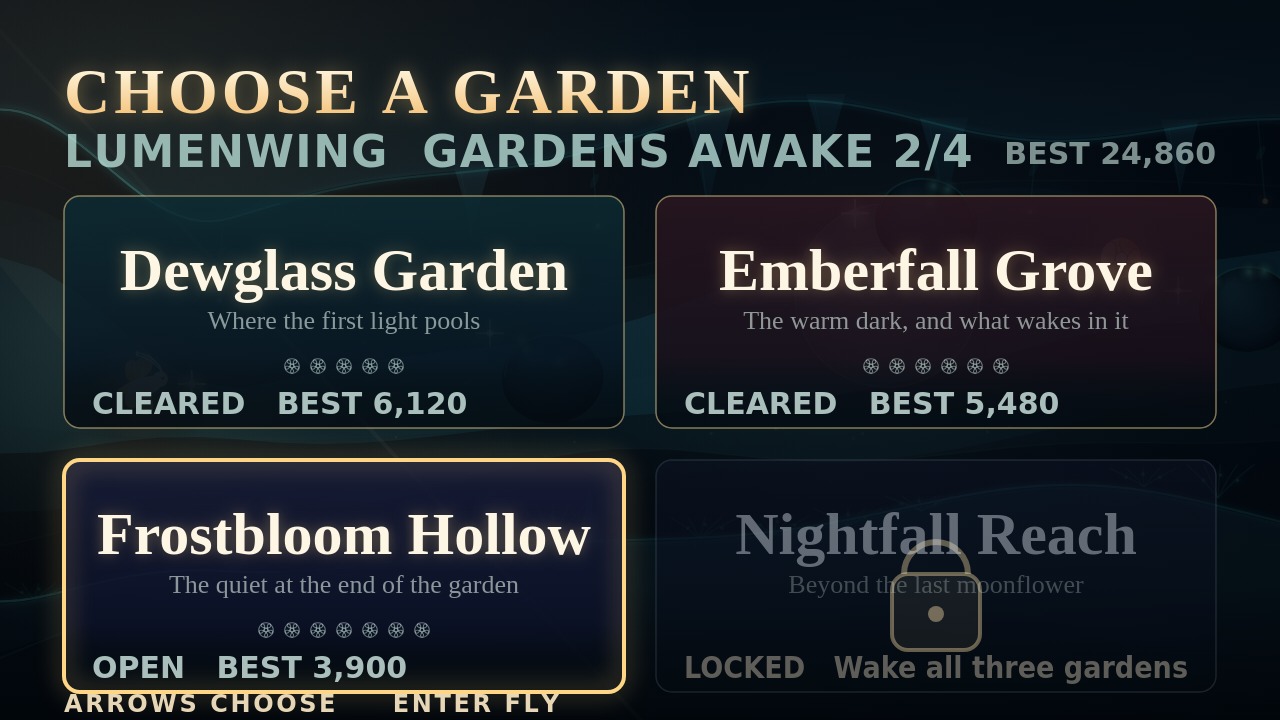 CHOOSE A GARDEN
LUMENWING GARDENS AWAKE 2/4 BEST 24,860
Dewglass Garden
Where the first light pools
CLEARED BEST 6,120
Emberfall Grove
The warm dark, and what wakes in it
CLEARED BEST 5,480
Frostbloom Hollow
The quiet at the end of the garden
OPEN BEST 3,900
Nightfall Reach
Beyond the last moonflower
LOCKED Wake all three gardens
ARROWS CHOOSE ENTER FLY